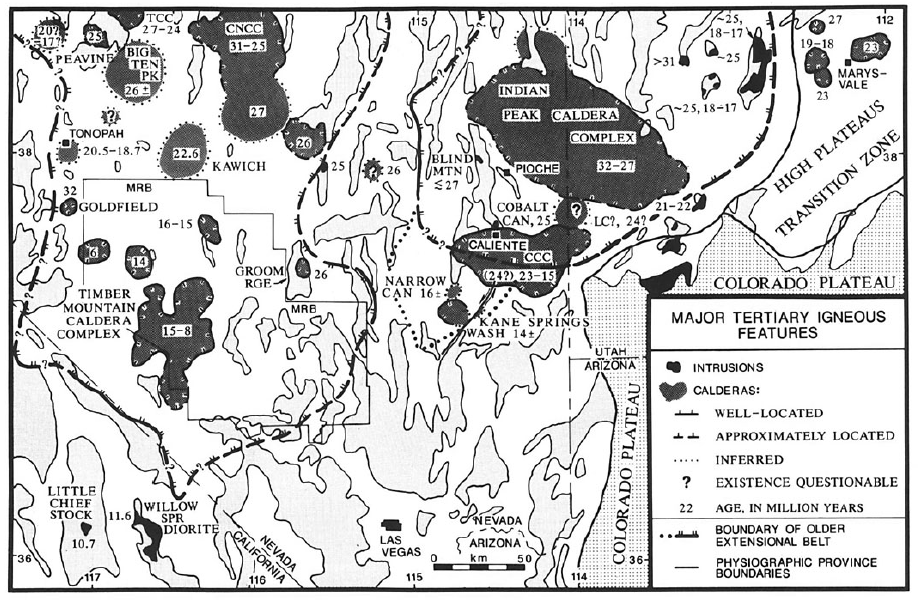 115
114
112
20?
=17?
25
PEAVINE
TCC
27-24
CNCC
31-25
BIG
TEN
PK
26 ±
?
27
TONOPAH
20.5-18.7
22.6
KAWICH
26
25
?
26
38
BLIND
MTN
≤27
INDIAN
PEAK CALDERA
COMPLEX
32-27
PIOCHE
~25,
18-17
>31
~25
~25, 18-17
27
19-18
23
23
MARYS-
VALE
HIGH PLATEAUS
TRANSITION ZONE
38
MRB
32
GOLDFIELD
16-15
6
14
GROOM
RGE
26
MRB
TIMBER
MOUNTAIN
CALDERA
COMPLEX
15-8
COBALT
CAN, 25
?
LC?, 24?
21-22
CALIENTE
CCC
(24?), 23-15
NARROW
CAN 16±
KANE SPRINGS
WASH 14±
COLORADO PLATEAU
UTAH
ARIZONA
COLORADO PLATEAU
LITTLE
CHIEF
STOCK
10.7
11.6
WILLOW
SPR
DIORITE
NEVADA
CALIFORNIA
LAS
VEGAS
NEVADA
ARIZONA
0 km 50
36
36
117
116
115
114
MAJOR TERTIARY IGNEOUS
FEATURES
INTRUSIONS
CALDERAS:
WELL-LOCATED
APPROXIMATELY LOCATED
INFERRED
? EXISTENCE QUESTIONABLE
22 AGE, IN MILLION YEARS
BOUNDARY OF OLDER
EXTENSIONAL BELT
PHYSIOGRAPHIC PROVINCE
BOUNDARIES